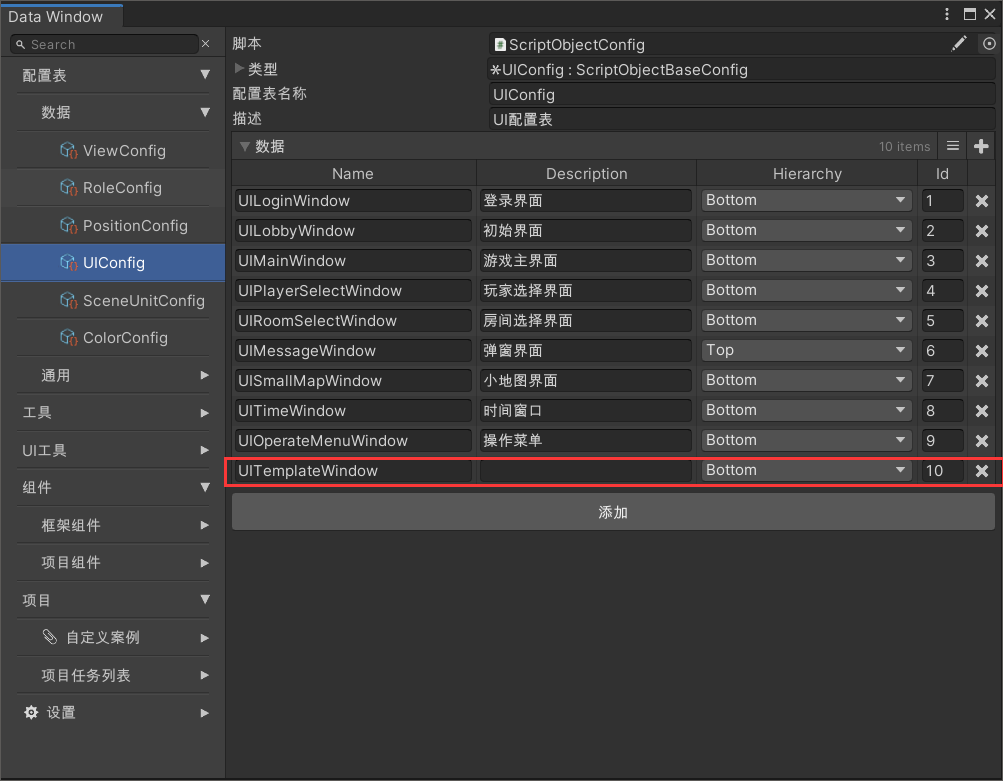 Data Window
Search
配置表
数据
ViewConfig
RoleConfig
PositionConfig
UIConfig
SceneUnitConfig
ColorConfig
通用
工具
UI工具
组件
框架组件
项目组件
项目
自定义案例
项目任务列表
设置
脚本 ScriptObjectConfig
类型 UIConfig : ScriptObjectBaseConfig
配置表名称 UIConfig
描述 UI配置表
数据 10 items
Name Description Hierarchy Id
UILoginWindow 登录界面 Bottom 1
UILobbyWindow 初始界面 Bottom 2
UIMainWindow 游戏主界面 Bottom 3
UIPlayerSelectWindow 玩家选择界面 Bottom 4
UIRoomSelectWindow 房间选择界面 Bottom 5
UIMessageWindow 弹窗界面 Top 6
UISmallMapWindow 小地图界面 Bottom 7
UITimeWindow 时间窗口 Bottom 8
UIOperateMenuWindow 操作菜单 Bottom 9
UITemplateWindow Bottom 10
添加